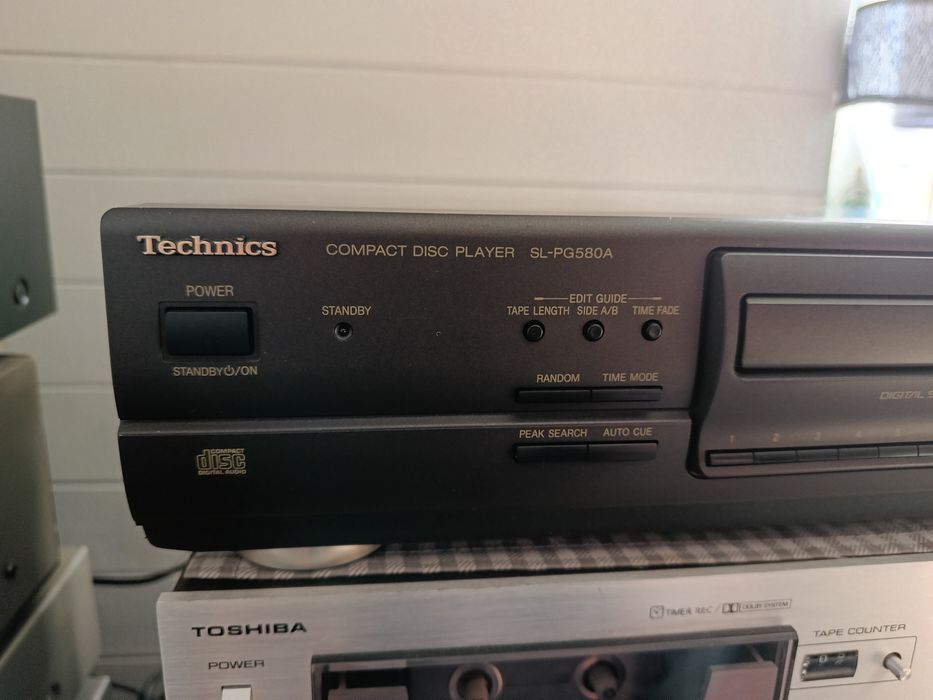 Technics
COMPACT DISC PLAYER SL-PG580A
POWER
STANDBY
STANDBY⏻/ON
EDIT GUIDE
TAPE LENGTH SIDE A/B TIME FADE
RANDOM TIME MODE
PEAK SEARCH AUTO CUE
DIGITAL
1 2 3 4 5
COMPACT
disc
DIGITAL AUDIO
TOSHIBA
TIMER REC / DOLBY SYSTEM
POWER
TAPE COUNTER